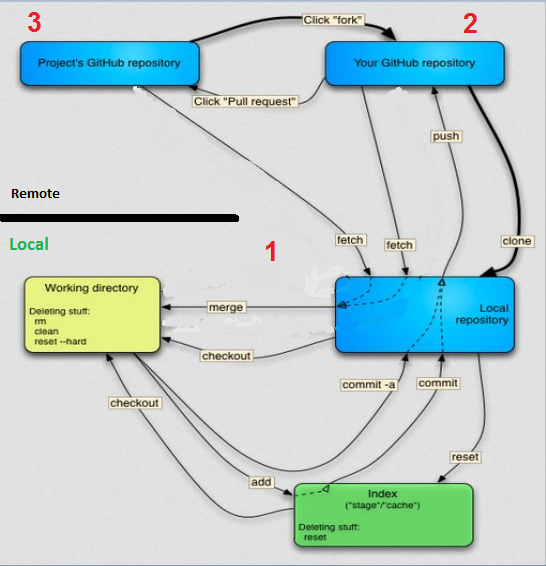 3
Click "fork"
2
Project's GitHub repository
Your GitHub repository
Click "Pull request"
push
Remote
Local
1
fetch
fetch
clone
Working directory
Deleting stuff:
rm
clean
reset --hard
merge
Local
repository
checkout
commit -a
commit
checkout
reset
add
Index
("stage"/"cache")
Deleting stuff:
reset